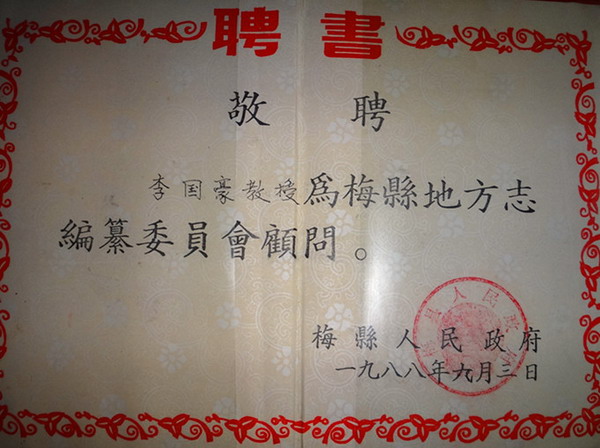 聘書
敬聘
李国豪教授為梅縣地方志
編纂委員會顧問。
梅縣人民政府
一九八八年九月三日